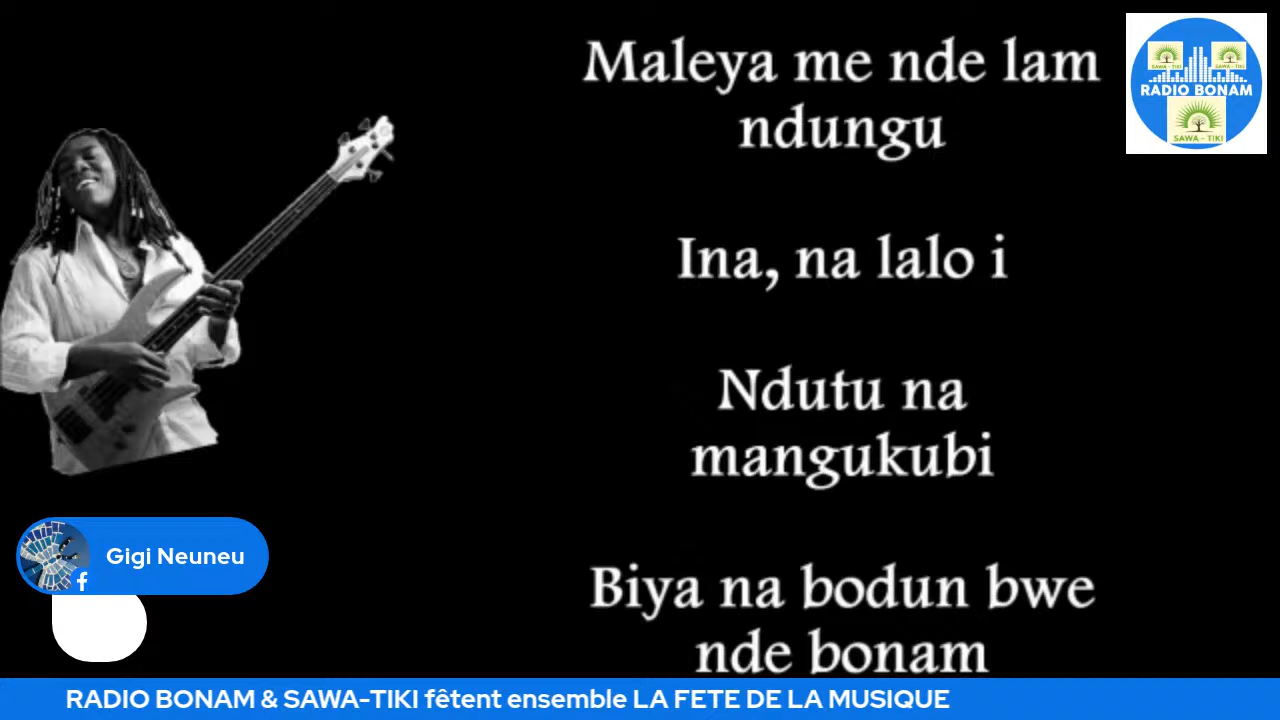 Maleya me nde lam
ndungu
Ina, na lalo i
Ndutu na
mangukubi
Biya na bodun bwe
nde bonam
SAWA - TIKI
SAWA - TIKI
RADIO BONAM
SAWA - TIKI
Gigi Neuneu
RADIO BONAM & SAWA-TIKI fêtent ensemble LA FETE DE LA MUSIQUE